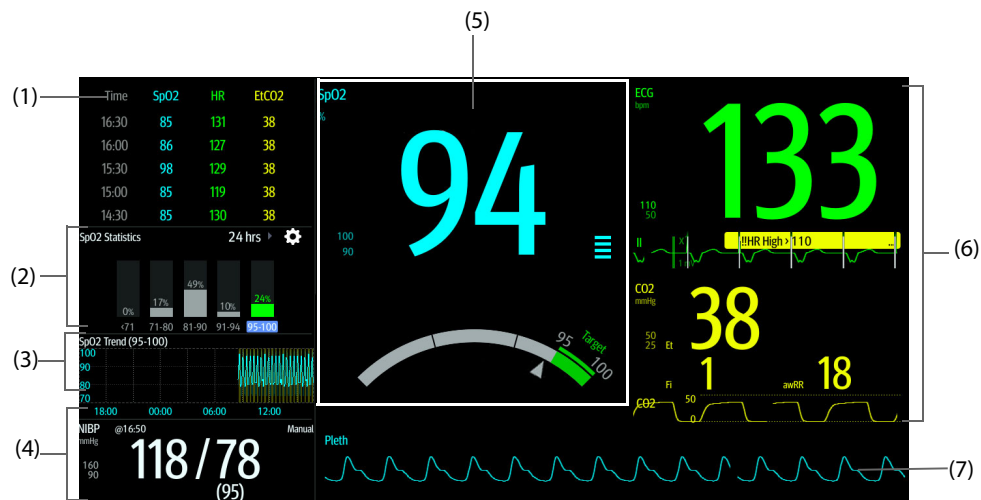 (5)
(1)
Time SpO2 HR EtCO2
16:30 85 131 38
16:00 86 127 38
15:30 98 129 38
15:00 85 119 38
14:30 85 130 38
(2)
SpO2 Statistics 24 hrs
0% 17% 49% 10% 24%
<71 71-80 81-90 91-94 95-100
(3)
SpO2 Trend (95-100)
100
90
80
70
18:00 00:00 06:00 12:00
(4)
NIBP @16:50 Manual
mmHg
160
90
118/78
(95)
SpO2
%
94
100
90
95 Target 100
ECG
bpm
133
110
50
II X 1 !!HR High > 110 ...
(6)
CO2
mmHg
38
50
25 Et
Fi 1 awRR 18
CO2 50
0
Pleth
(7)